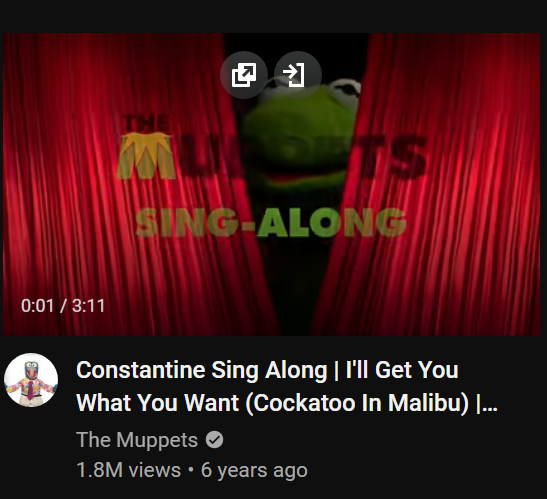 THE
MUPPETS
SING-ALONG
0:01 / 3:11
Constantine Sing Along | I'll Get You
What You Want (Cockatoo In Malibu) |...
The Muppets
1.8M views • 6 years ago